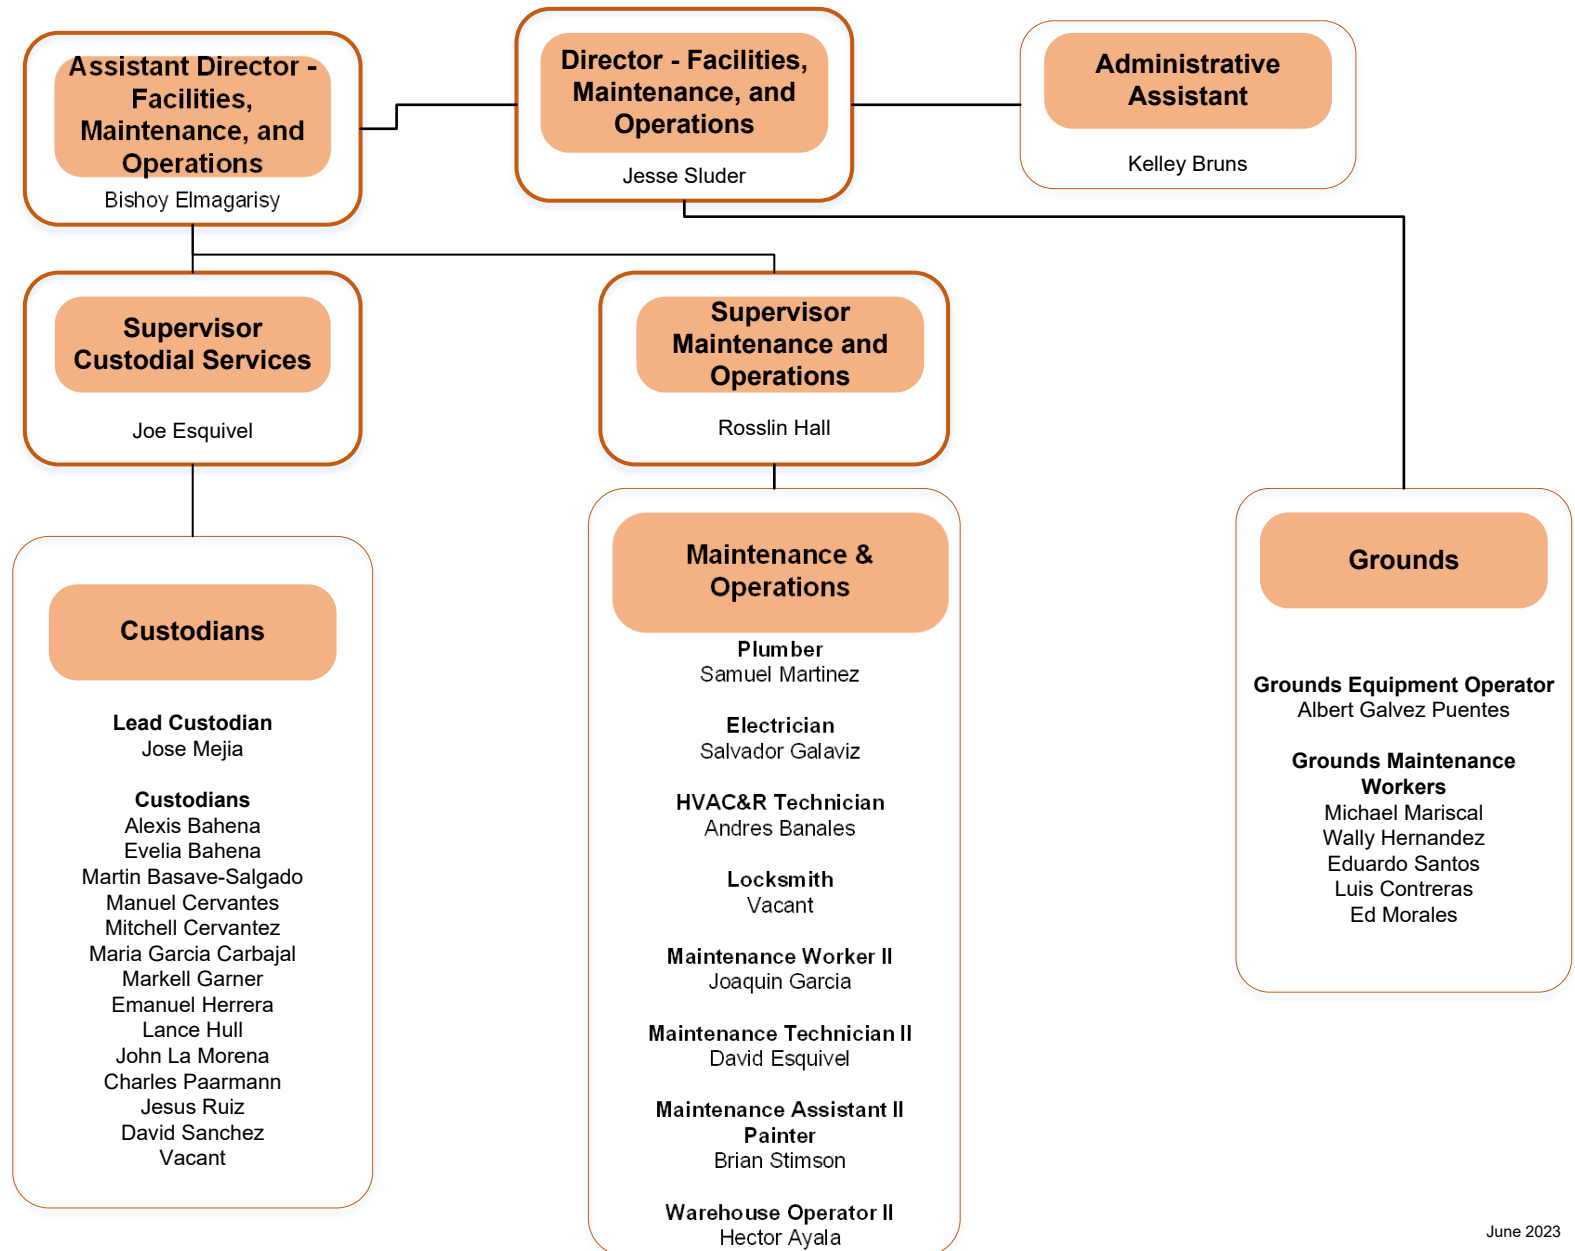 Assistant Director -
Facilities,
Maintenance, and
Operations
Bishoy Elmagarisy
Director - Facilities,
Maintenance, and
Operations
Jesse Sluder
Administrative
Assistant
Kelley Bruns
Supervisor
Custodial Services
Joe Esquivel
Supervisor
Maintenance and
Operations
Rosslin Hall
Custodians
Lead Custodian
Jose Mejia
Custodians
Alexis Bahena
Evelia Bahena
Martin Basave-Salgado
Manuel Cervantes
Mitchell Cervantez
Maria Garcia Carbajal
Markell Garner
Emanuel Herrera
Lance Hull
John La Morena
Charles Paarmann
Jesus Ruiz
David Sanchez
Vacant
Maintenance &
Operations
Plumber
Samuel Martinez
Electrician
Salvador Galaviz
HVAC&R Technician
Andres Banales
Locksmith
Vacant
Maintenance Worker II
Joaquin Garcia
Maintenance Technician II
David Esquivel
Maintenance Assistant II
Painter
Brian Stimson
Warehouse Operator II
Hector Ayala
Grounds
Grounds Equipment Operator
Albert Galvez Puentes
Grounds Maintenance
Workers
Michael Mariscal
Wally Hernandez
Eduardo Santos
Luis Contreras
Ed Morales
June 2023